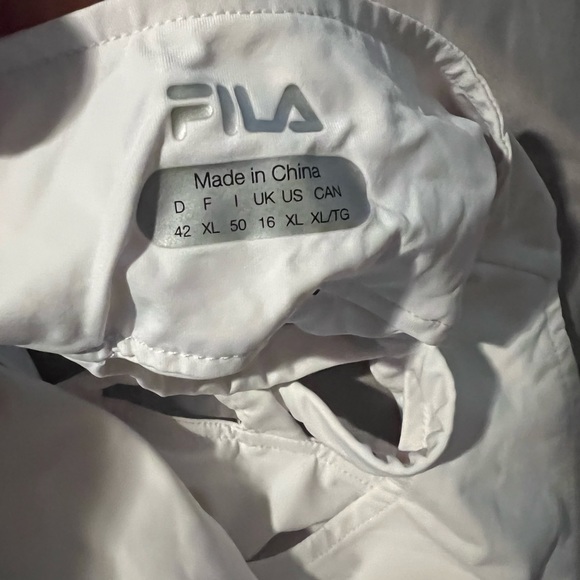 FILA
Made in China
D F I UK US CAN
42 XL 50 16 XL XL/TG